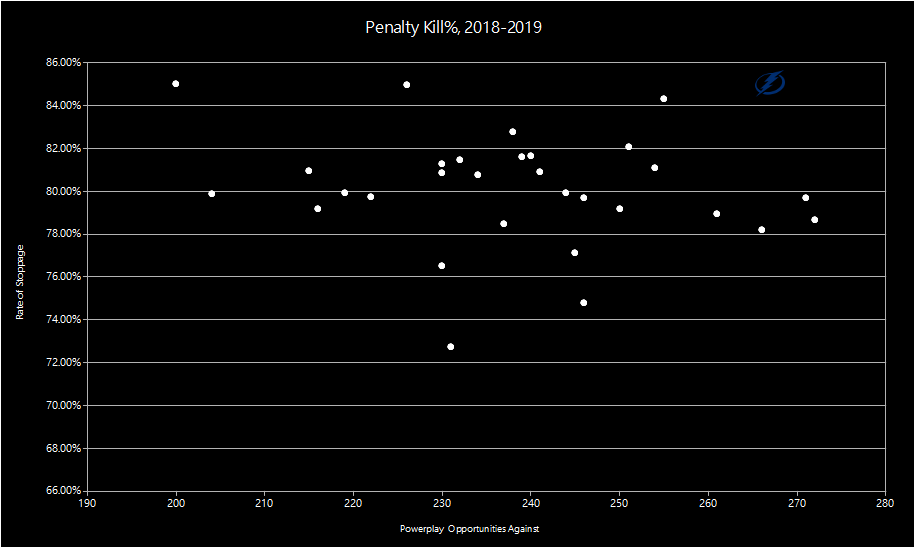 Penalty Kill%, 2018-2019
86.00%
84.00%
82.00%
80.00%
78.00%
76.00%
74.00%
72.00%
70.00%
68.00%
66.00%
Rate of Stoppage
190 200 210 220 230 240 250 260 270 280
Powerplay Opportunities Against